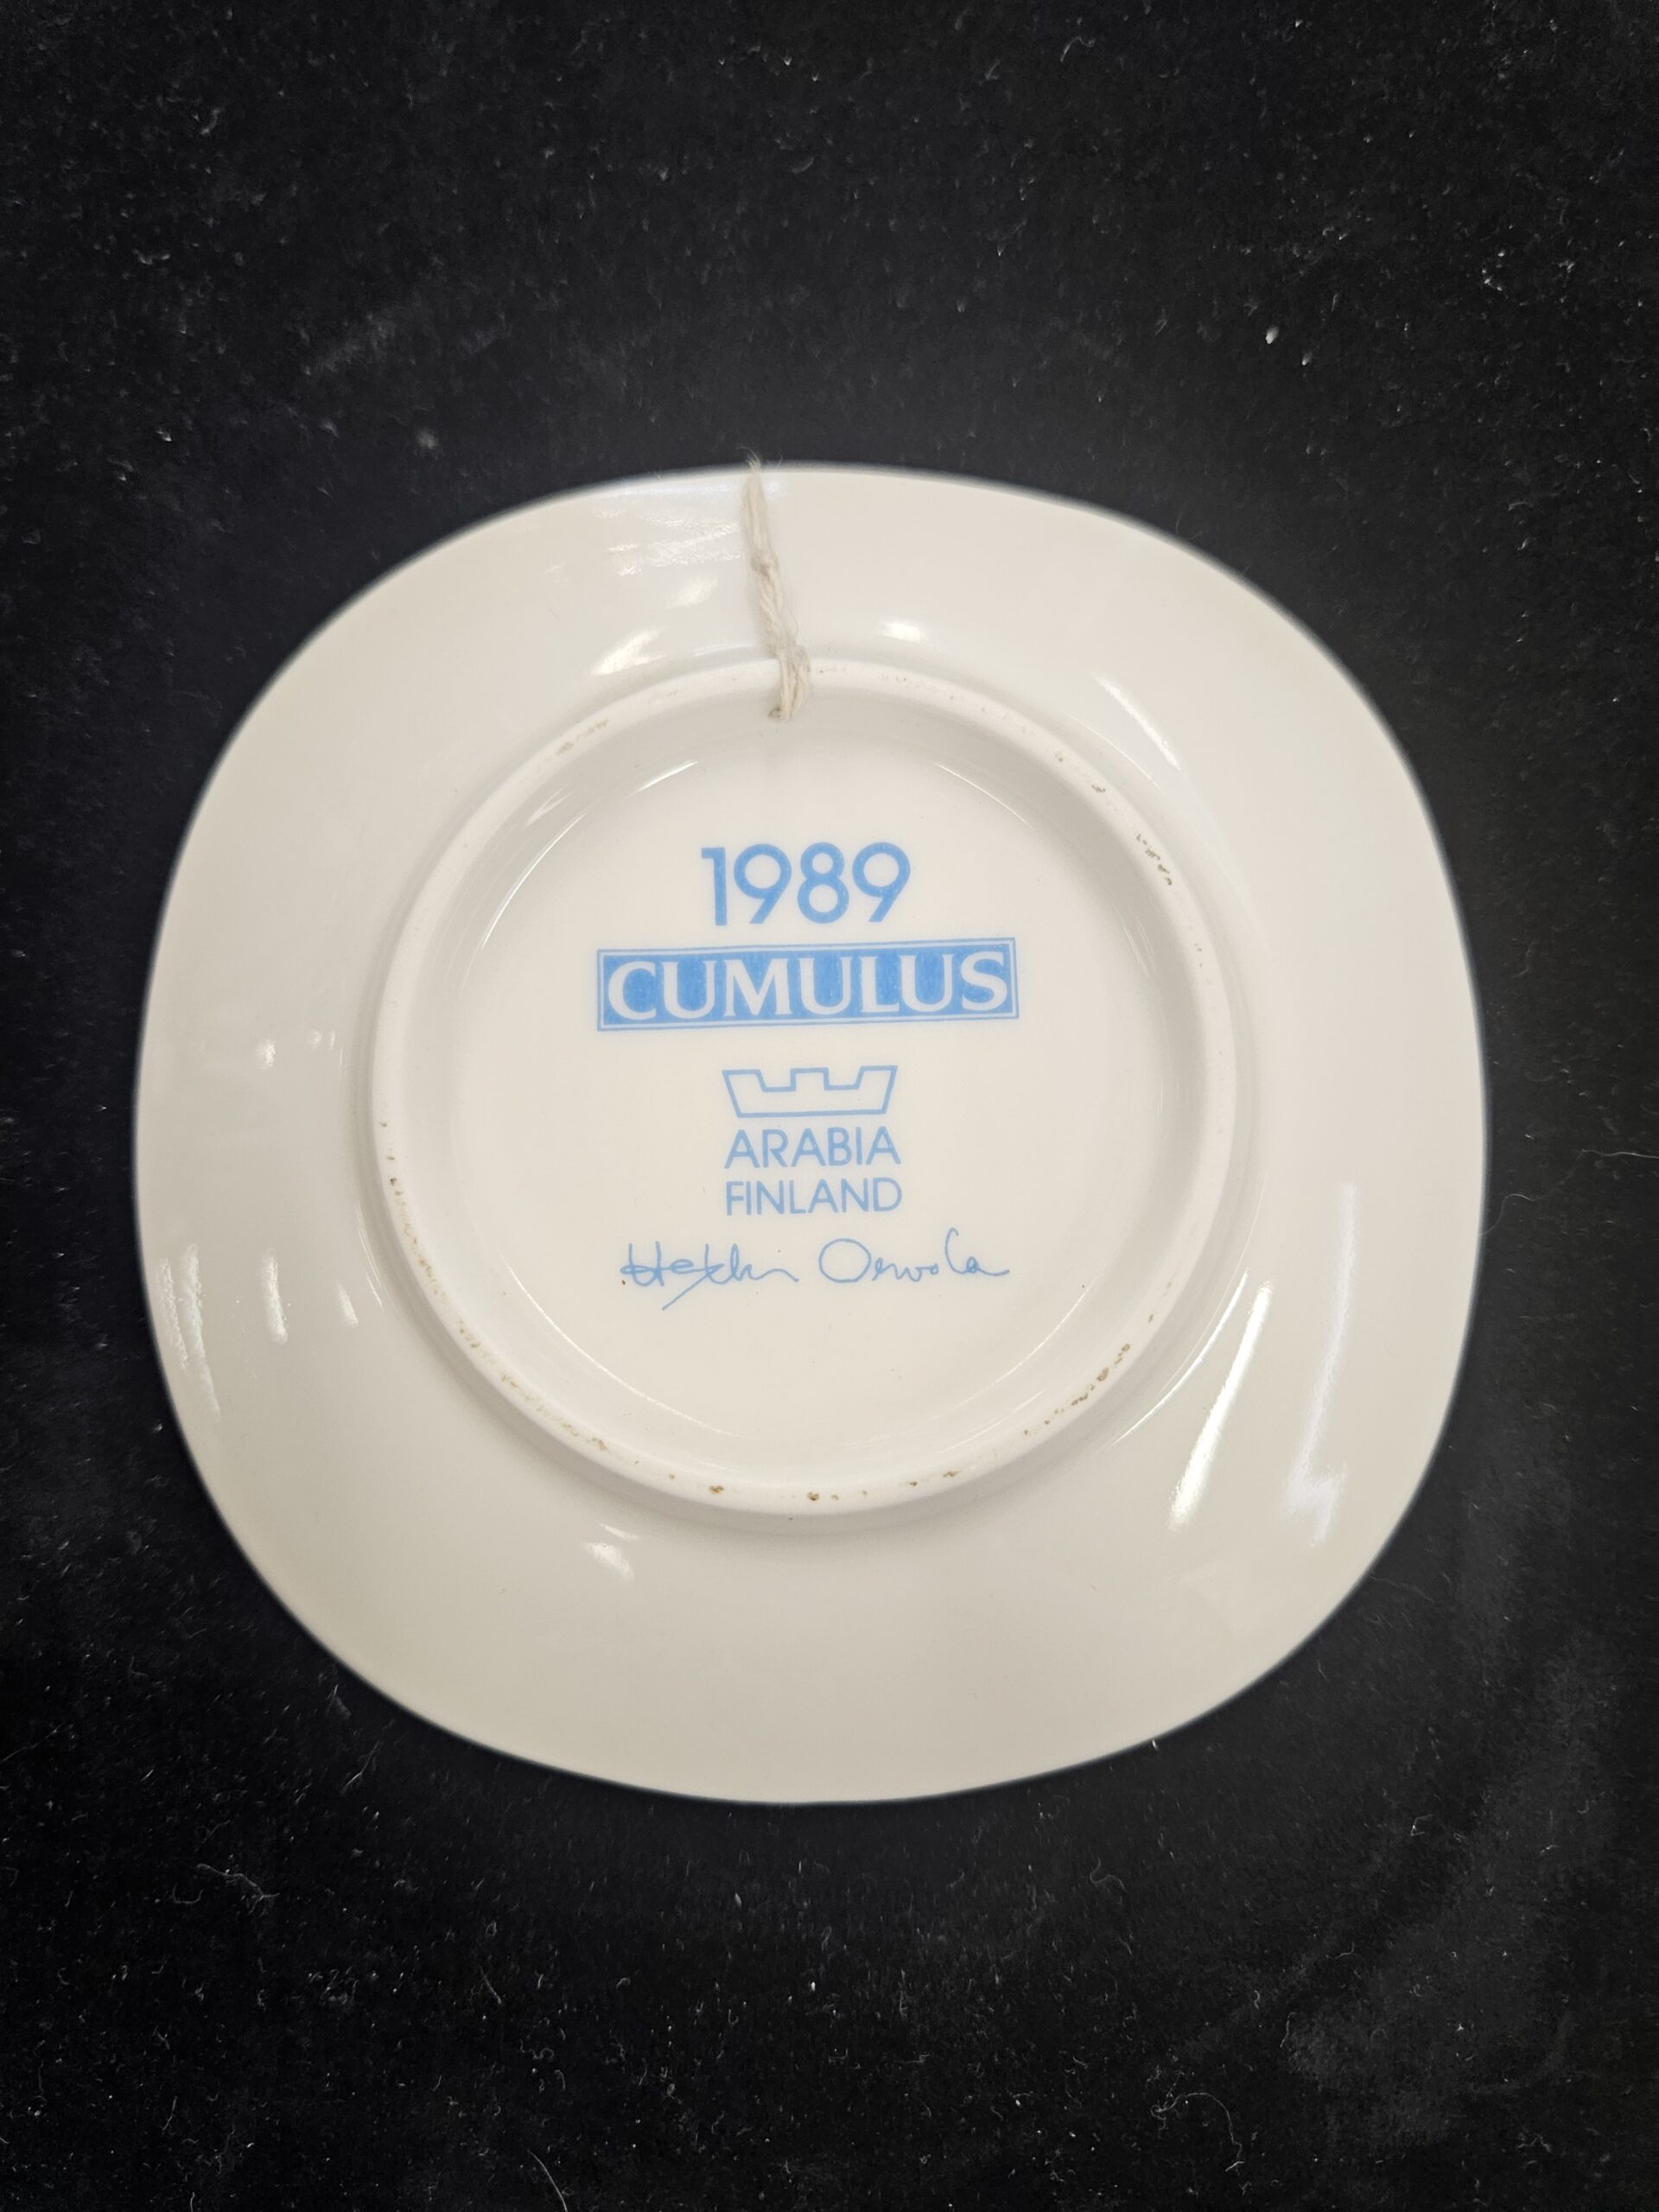 1989
CUMULUS
ARABIA
FINLAND
Heikki Orvola